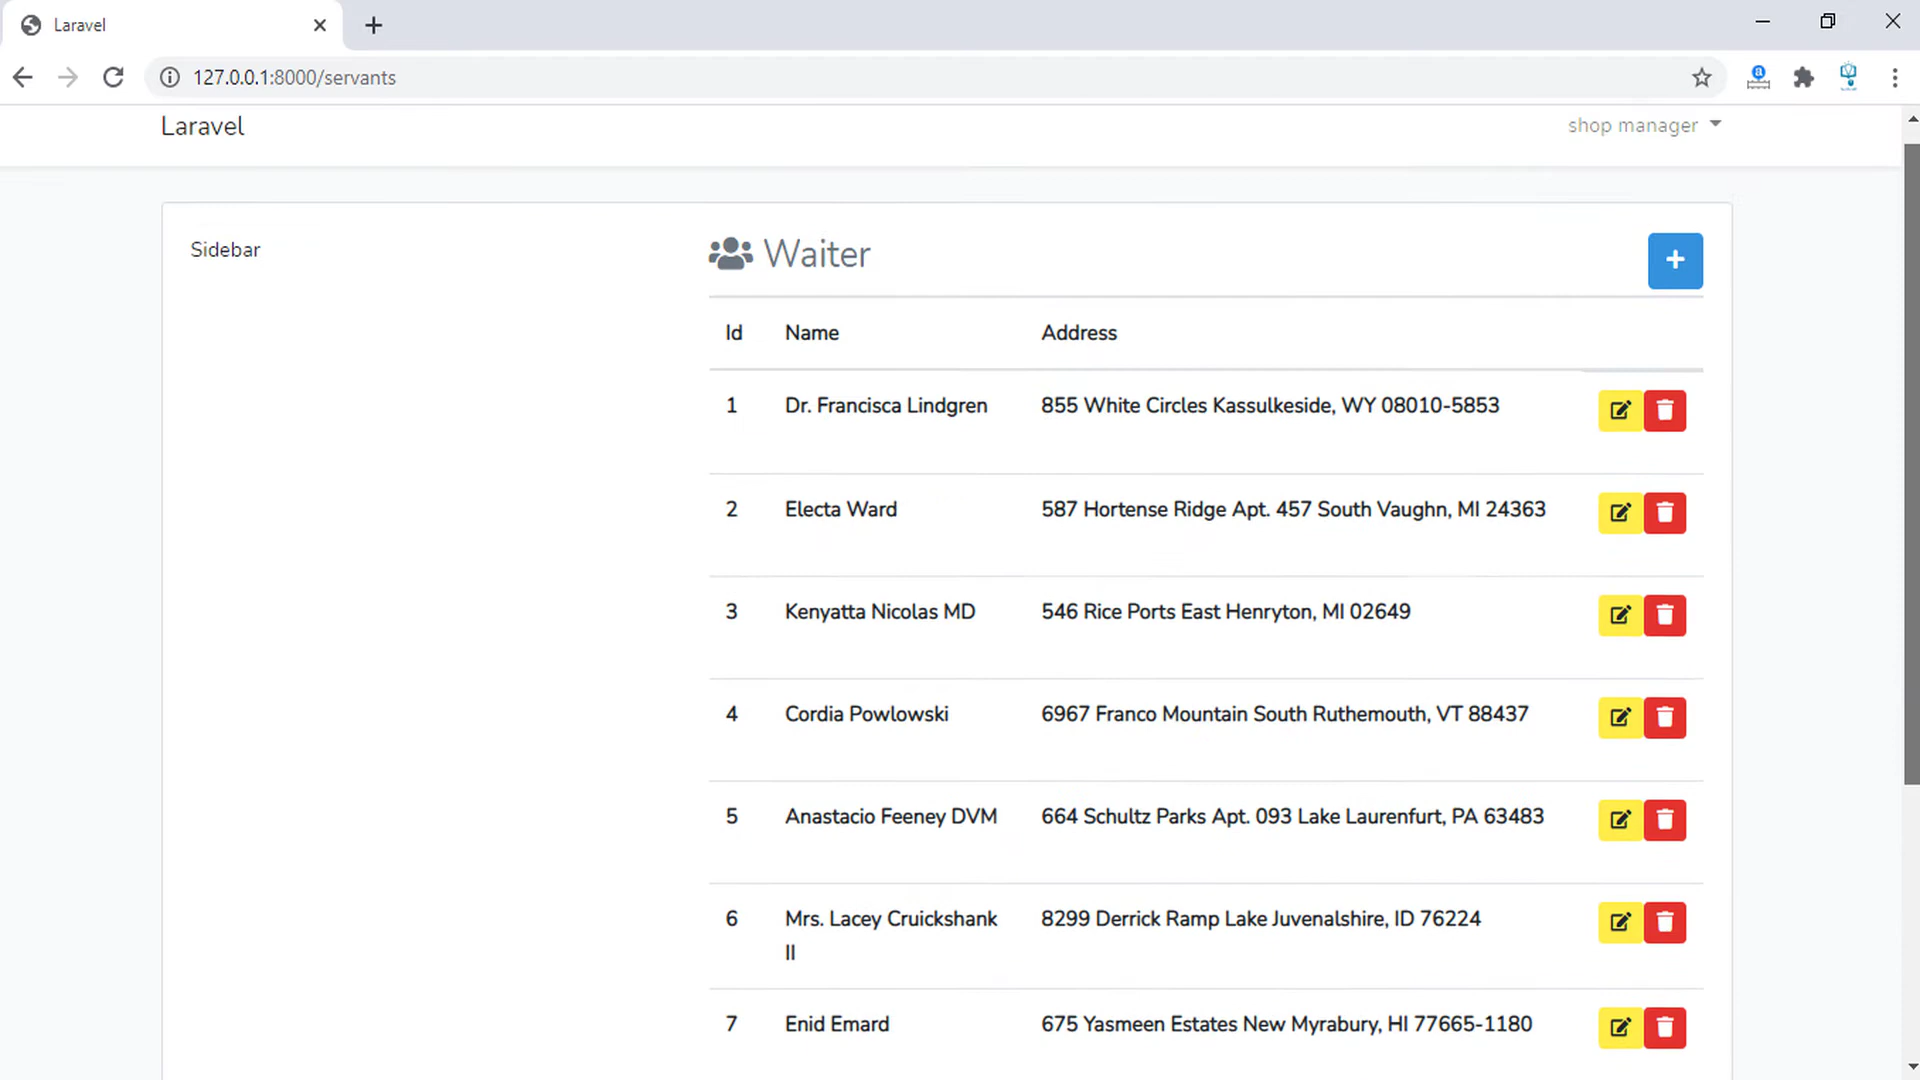 Laravel
127.0.0.1:8000/servants
Laravel
shop manager
Sidebar
Waiter
Id Name Address
1 Dr. Francisca Lindgren 855 White Circles Kassulkeside, WY 08010-5853
2 Electa Ward 587 Hortense Ridge Apt. 457 South Vaughn, MI 24363
3 Kenyatta Nicolas MD 546 Rice Ports East Henryton, MI 02649
4 Cordia Powlowski 6967 Franco Mountain South Ruthemouth, VT 88437
5 Anastacio Feeney DVM 664 Schultz Parks Apt. 093 Lake Laurenfurt, PA 63483
6 Mrs. Lacey Cruickshank 8299 Derrick Ramp Lake Juvenalshire, ID 76224
II
7 Enid Emard 675 Yasmeen Estates New Myrabury, HI 77665-1180